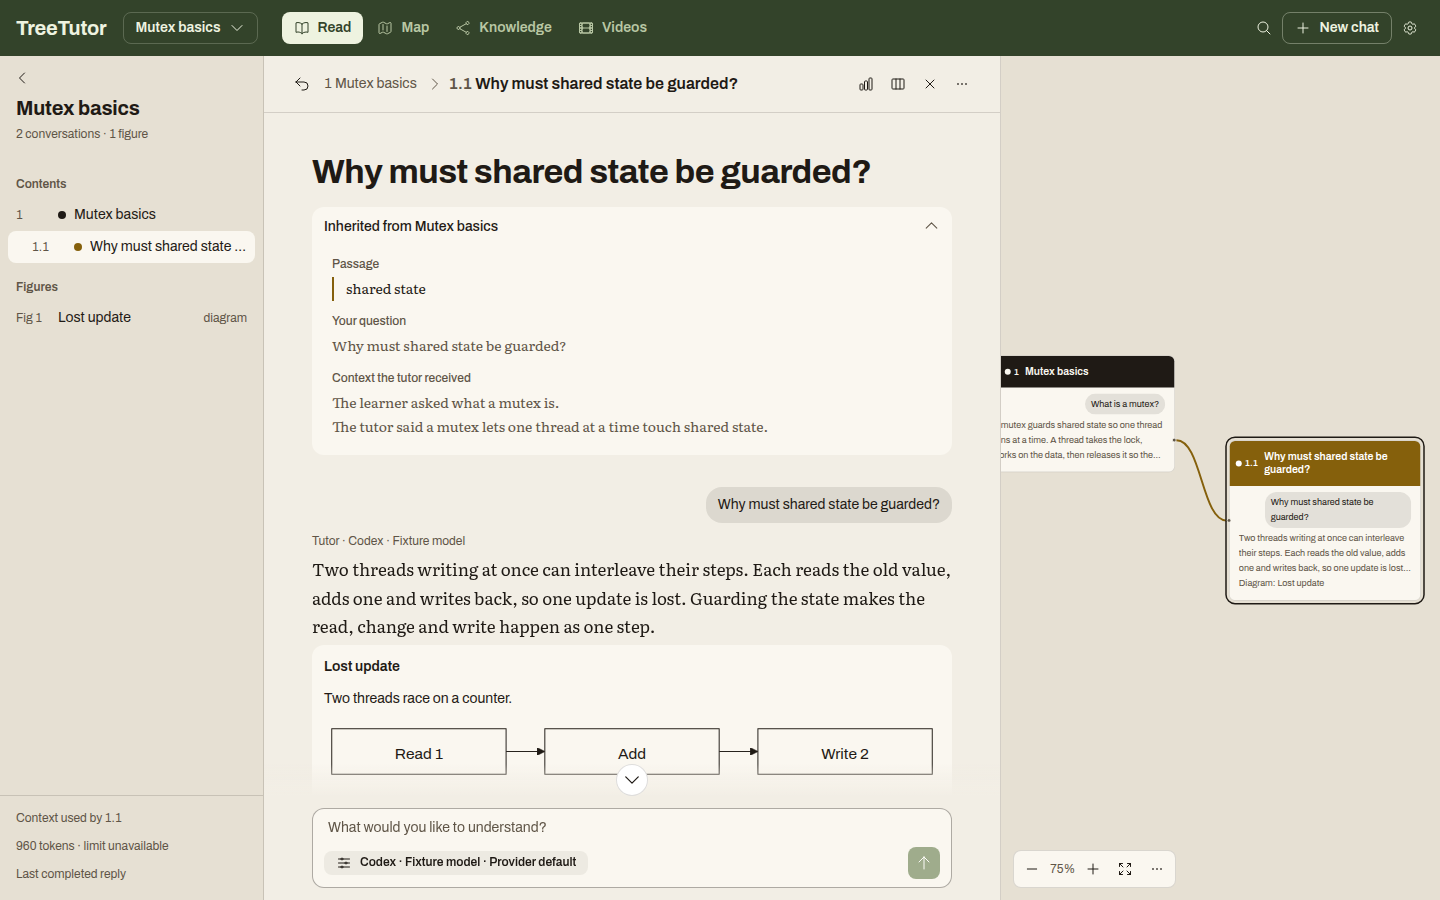 TreeTutor
Mutex basics
Read
Map
Knowledge
Videos
New chat
Mutex basics
2 conversations · 1 figure
Contents
1 Mutex basics
1.1 Why must shared state ...
Figures
Fig 1 Lost update diagram
Context used by 1.1
960 tokens · limit unavailable
Last completed reply
1 Mutex basics
1.1 Why must shared state be guarded?
Why must shared state be guarded?
Inherited from Mutex basics
Passage
shared state
Your question
Why must shared state be guarded?
Context the tutor received
The learner asked what a mutex is.
The tutor said a mutex lets one thread at a time touch shared state.
Why must shared state be guarded?
Tutor · Codex · Fixture model
Two threads writing at once can interleave their steps. Each reads the old value,
adds one and writes back, so one update is lost. Guarding the state makes the
read, change and write happen as one step.
Lost update
Two threads race on a counter.
Read 1
Add
Write 2
What would you like to understand?
Codex · Fixture model · Provider default
1 Mutex basics
What is a mutex?
mutex guards shared state so one thread
ns at a time. A thread takes the lock,
orks on the data, then releases it so the...
1.1 Why must shared state be
guarded?
Why must shared state be
guarded?
Two threads writing at once can interleave
their steps. Each reads the old value, adds
one and writes back, so one update is lost...
Diagram: Lost update
75%